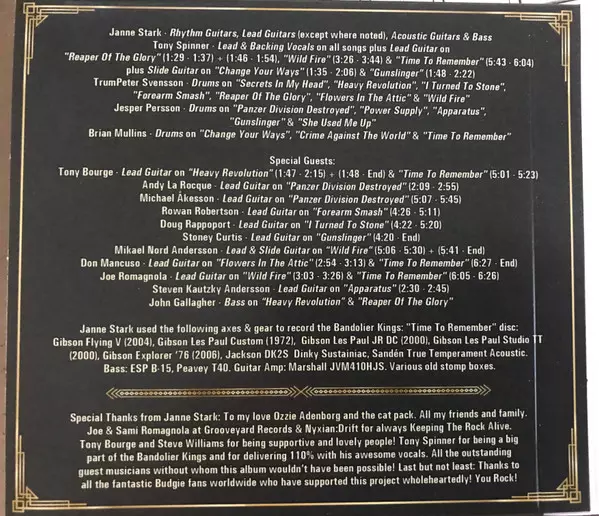 Janne Stark - Rhythm Guitars, Lead Guitars (except where noted), Acoustic Guitars & Bass
Tony Spinner - Lead & Backing Vocals on all songs plus Lead Guitar on
"Reaper Of The Glory" (1:29 - 1:37) + (1:46 - 1:54), "Wild Fire" (3:26 - 3:44) & "Time To Remember" (5:43 - 6:04)
plus Slide Guitar on "Change Your Ways" (1:35 - 2:06) & "Gunslinger" (1:48 - 2:22)
TrumPeter Svensson - Drums on "Secrets In My Head", "Heavy Revolution", "I Turned To Stone",
"Forearm Smash", "Reaper Of The Glory", "Flowers In The Attic" & "Wild Fire"
Jesper Persson - Drums on "Panzer Division Destroyed", "Power Supply", "Apparatus",
"Gunslinger" & "She Used Me Up"
Brian Mullins - Drums on "Change Your Ways", "Crime Against The World" & "Time To Remember"
Special Guests:
Tony Bourge - Lead Guitar on "Heavy Revolution" (1:47 - 2:15) + (1:48 - End) & "Time To Remember" (5:01 - 5:23)
Andy La Rocque - Lead Guitar on "Panzer Division Destroyed" (2:09 - 2:55)
Michael Åkesson - Lead Guitar on "Panzer Division Destroyed" (5:07 - 5:45)
Rowan Robertson - Lead Guitar on "Forearm Smash" (4:26 - 5:11)
Doug Rappoport - Lead Guitar on "I Turned To Stone" (4:22 - 5:20)
Stoney Curtis - Lead Guitar on "Gunslinger" (4:20 - End)
Mikael Nord Andersson - Lead & Slide Guitar on "Wild Fire" (5:06 - 5:30) + (5:41 - End)
Don Mancuso - Lead Guitar on "Flowers In The Attic" (2:54 - 3:13) & "Time To Remember" (6:27 - End)
Joe Romagnola - Lead Guitar on "Wild Fire" (3:03 - 3:26) & "Time To Remember" (6:05 - 6:26)
Steven Kautzky Andersson - Lead Guitar on "Apparatus" (2:30 - 2:45)
John Gallagher - Bass on "Heavy Revolution" & "Reaper Of The Glory"
Janne Stark used the following axes & gear to record the Bandolier Kings: "Time To Remember" disc:
Gibson Flying V (2004), Gibson Les Paul Custom (1972), Gibson Les Paul JR DC (2000), Gibson Les Paul Studio TT
(2000), Gibson Explorer '76 (2006), Jackson DK2S Dinky Sustainiac, Sandén True Temperament Acoustic.
Bass: ESP B-15, Peavey T40. Guitar Amp: Marshall JVM410HJS. Various old stomp boxes.
Special Thanks from Janne Stark: To my love Ozzie Adenborg and the cat pack. All my friends and family.
Joe & Sami Romagnola at Grooveyard Records & Nyxian:Drift for always Keeping The Rock Alive.
Tony Bourge and Steve Williams for being supportive and lovely people! Tony Spinner for being a big
part of the Bandolier Kings and for delivering 110% with his awesome vocals. All the outstanding
guest musicians without whom this album wouldn't have been possible! Last but not least: Thanks to
all the fantastic Budgie fans worldwide who have supported this project wholeheartedly! You Rock!